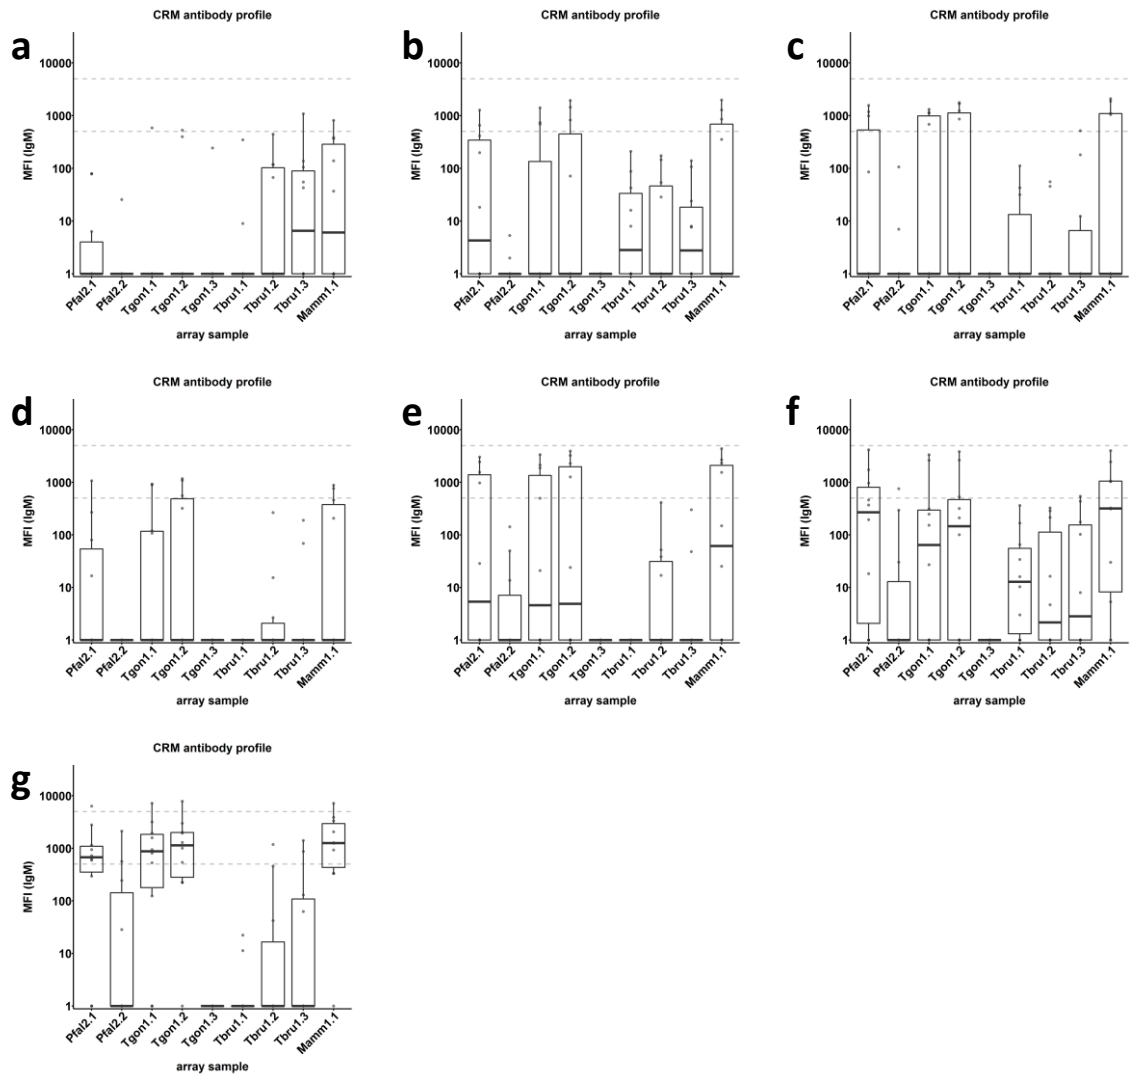 CRM antibody profile
a
10000
1000
100
10
1
MFI (IgM)
Pfal2.1
Pfal2.2
Tgon1.1
Tgon1.2
Tgon1.3
Tbru1.1
Tbru1.2
Tbru1.3
Mamm1.1
array sample
CRM antibody profile
b
10000
1000
100
10
1
MFI (IgM)
Pfal2.1
Pfal2.2
Tgon1.1
Tgon1.2
Tgon1.3
Tbru1.1
Tbru1.2
Tbru1.3
Mamm1.1
array sample
CRM antibody profile
c
10000
1000
100
10
1
MFI (IgM)
Pfal2.1
Pfal2.2
Tgon1.1
Tgon1.2
Tgon1.3
Tbru1.1
Tbru1.2
Tbru1.3
Mamm1.1
array sample
CRM antibody profile
d
10000
1000
100
10
1
MFI (IgM)
Pfal2.1
Pfal2.2
Tgon1.1
Tgon1.2
Tgon1.3
Tbru1.1
Tbru1.2
Tbru1.3
Mamm1.1
array sample
CRM antibody profile
e
10000
1000
100
10
1
MFI (IgM)
Pfal2.1
Pfal2.2
Tgon1.1
Tgon1.2
Tgon1.3
Tbru1.1
Tbru1.2
Tbru1.3
Mamm1.1
array sample
CRM antibody profile
f
10000
1000
100
10
1
MFI (IgM)
Pfal2.1
Pfal2.2
Tgon1.1
Tgon1.2
Tgon1.3
Tbru1.1
Tbru1.2
Tbru1.3
Mamm1.1
array sample
CRM antibody profile
g
10000
1000
100
10
1
MFI (IgM)
Pfal2.1
Pfal2.2
Tgon1.1
Tgon1.2
Tgon1.3
Tbru1.1
Tbru1.2
Tbru1.3
Mamm1.1
array sample